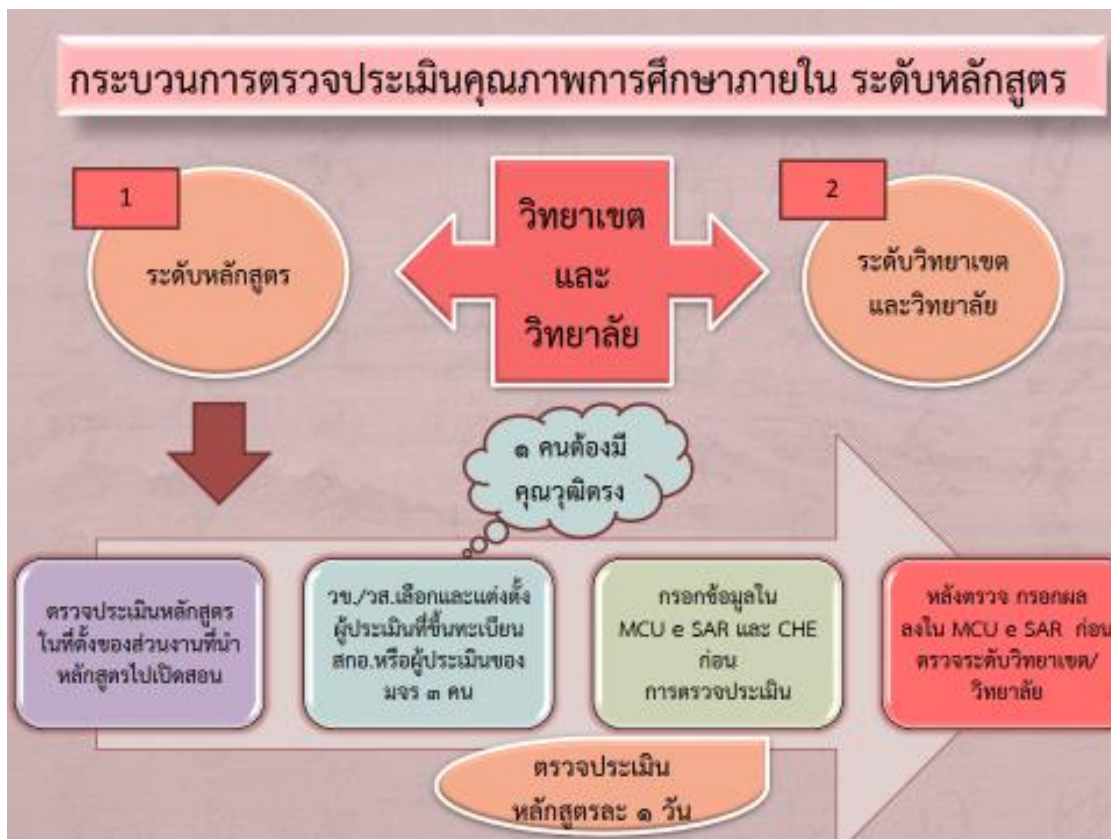 กระบวนการตรวจประเมินคุณภาพการศึกษาภายใน ระดับหลักสูตร
1
ระดับหลักสูตร
วิทยาเขต
และ
วิทยาลัย
2
ระดับวิทยาเขต
และวิทยาลัย
๑ คนต้องมี
คุณวุฒิตรง
ตรวจประเมินหลักสูตร
ในที่ตั้งของส่วนงานที่นำ
หลักสูตรไปเปิดสอน
วข./วส.เลือกและแต่งตั้ง
ผู้ประเมินที่ขึ้นทะเบียน
สกอ.หรือผู้ประเมินของ
มจร ๓ คน
กรอกข้อมูลใน
MCU e SAR และ CHE
ก่อน
การตรวจประเมิน
หลังตรวจ กรอกผล
ลงใน MCU e SAR ก่อน
ตรวจระดับวิทยาเขต/
วิทยาลัย
ตรวจประเมิน
หลักสูตรละ ๑ วัน